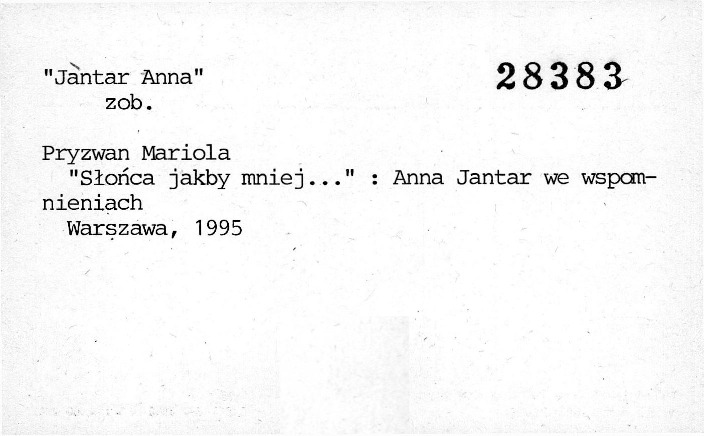 "Jantar Anna"
28383
zob.
Pryzwan Mariola
"Słońca jakby mniej..." : Anna Jantar we wspom-
nieniach
Warszawa, 1995